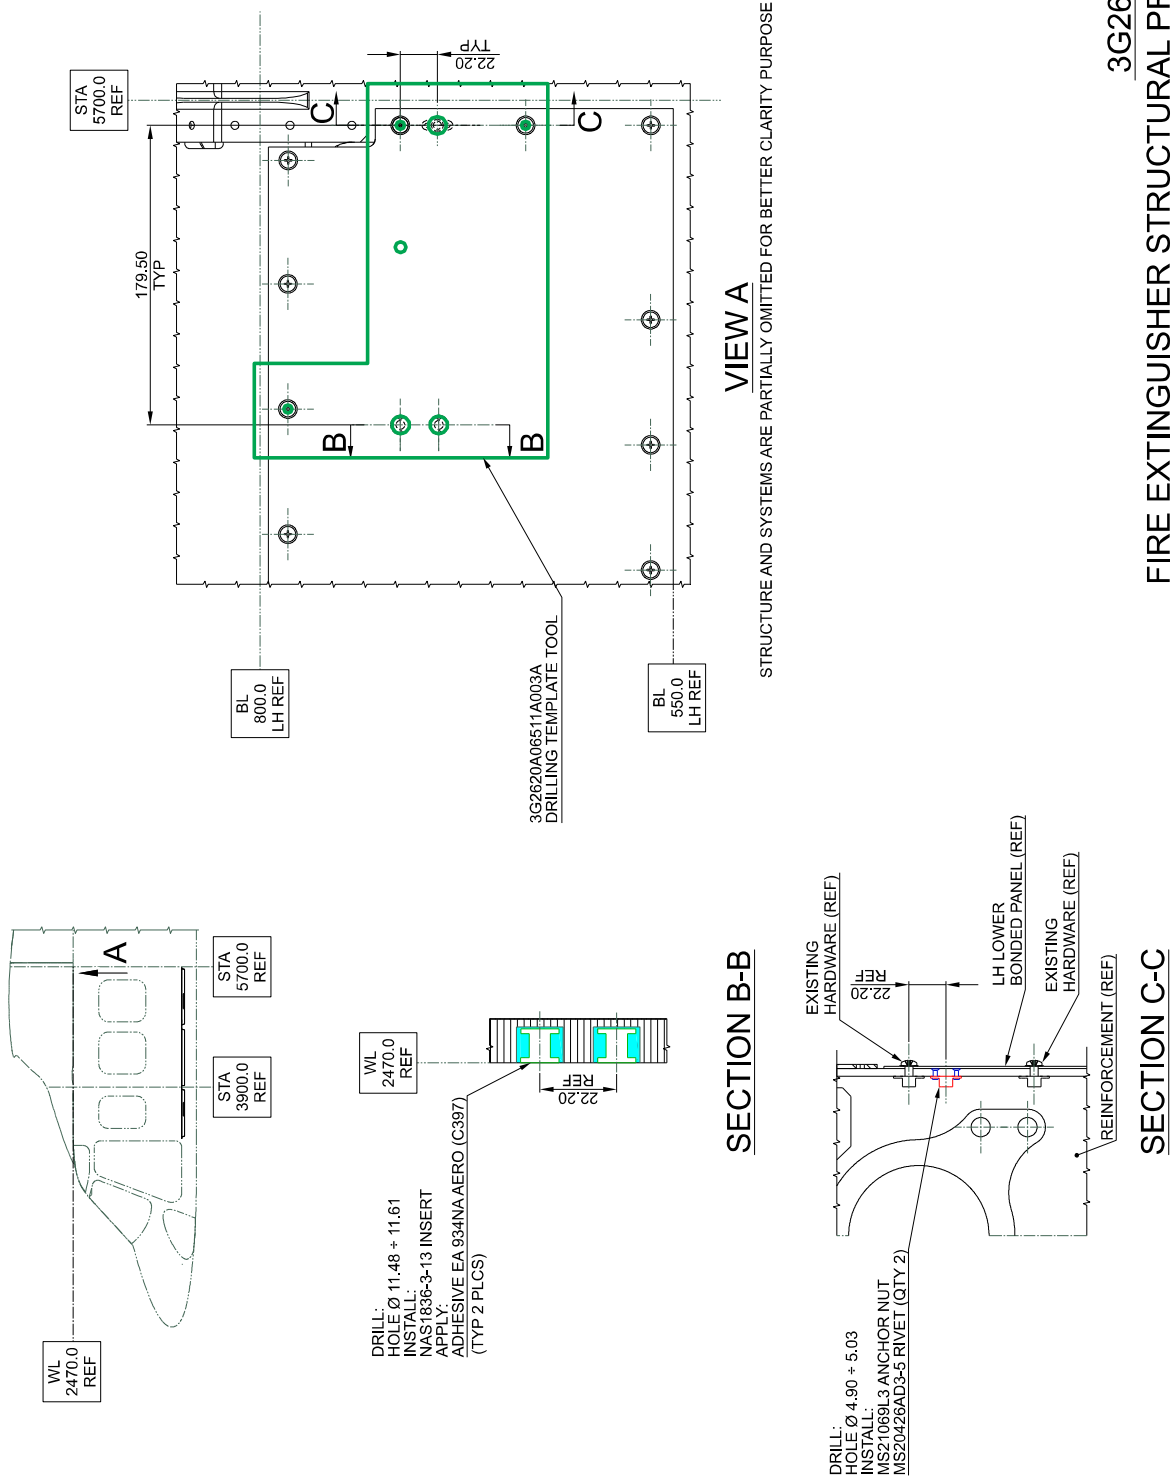 WL
2470.0
REF
A
STA
3900.0
REF
STA
5700.0
REF
STA
5700.0
REF
179.50
TYP
22.20
TYP
BL
800.0
LH REF
BL
550.0
LH REF
B
B
C
C
3G2620A06511A003A
DRILLING TEMPLATE TOOL
VIEW A
STRUCTURE AND SYSTEMS ARE PARTIALLY OMITTED FOR BETTER CLARITY PURPOSE
WL
2470.0
REF
DRILL:
HOLE Ø 11.48 ÷ 11.61
INSTALL:
NAS1836-3-13 INSERT
APPLY:
ADHESIVE EA 934NA AERO (C397)
(TYP 2 PLCS)
22.20
REF
SECTION B-B
DRILL:
HOLE Ø 4.90 ÷ 5.03
INSTALL:
MS21069L3 ANCHOR NUT
MS20426AD3-5 RIVET (QTY 2)
EXISTING
HARDWARE (REF)
22.20
REF
LH LOWER
BONDED PANEL (REF)
EXISTING
HARDWARE (REF)
REINFORCEMENT (REF)
SECTION C-C
3G26
FIRE EXTINGUISHER STRUCTURAL PR